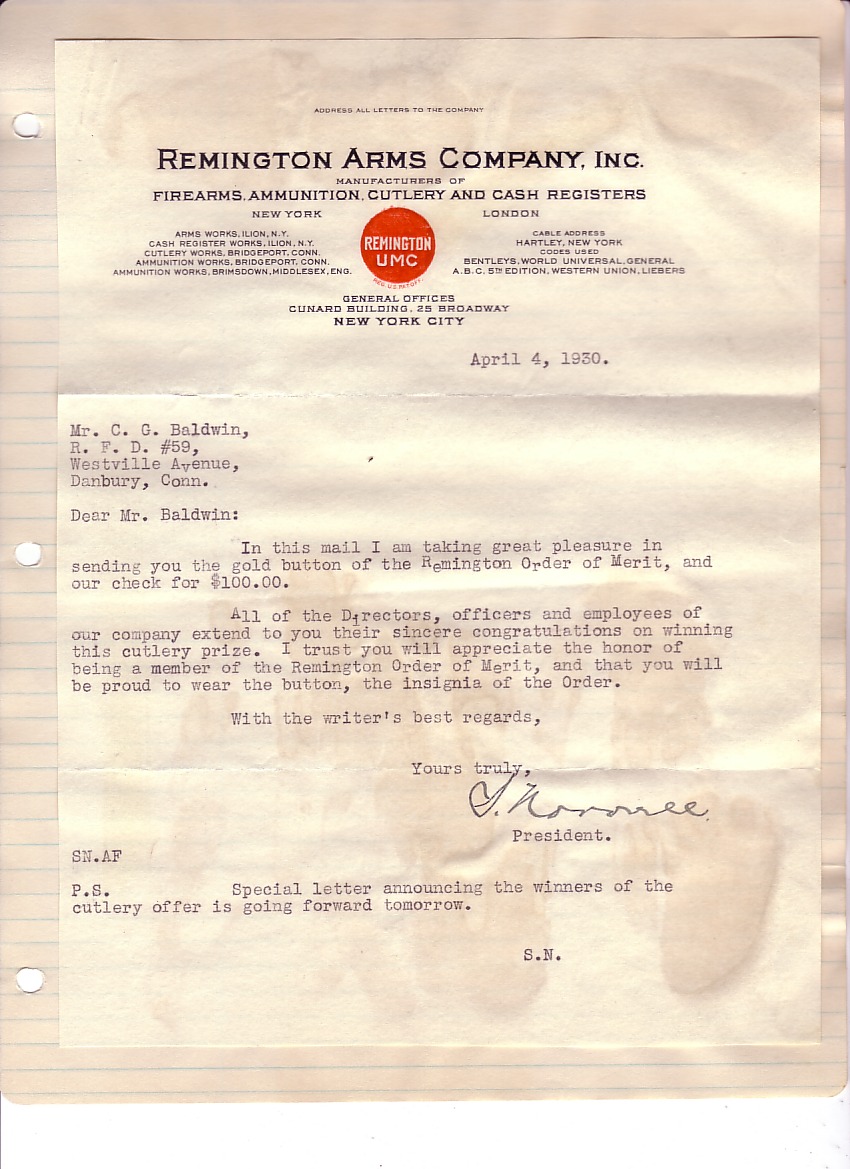 ADDRESS ALL LETTERS TO THE COMPANY
REMINGTON ARMS COMPANY, INC.
MANUFACTURERS OF
FIREARMS, AMMUNITION, CUTLERY AND CASH REGISTERS
NEW YORK
LONDON
ARMS WORKS, ILION, N.Y.
CASH REGISTER WORKS, ILION, N.Y.
CUTLERY WORKS, BRIDGEPORT, CONN.
AMMUNITION WORKS, BRIDGEPORT, CONN.
AMMUNITION WORKS, BRIMSDOWN, MIDDLESEX, ENG.
REMINGTON
UMC
REG. U.S. PAT. OFF.
CABLE ADDRESS
HARTLEY, NEW YORK
CODES USED
BENTLEYS, WORLD UNIVERSAL, GENERAL
A.B.C. 5TH EDITION, WESTERN UNION, LIEBERS
GENERAL OFFICES
CUNARD BUILDING, 25 BROADWAY
NEW YORK CITY
April 4, 1930.
Mr. C. G. Baldwin,
R. F. D. #59,
Westville Avenue,
Danbury, Conn.
Dear Mr. Baldwin:
In this mail I am taking great pleasure in
sending you the gold button of the Remington Order of Merit, and
our check for $100.00.
All of the Directors, officers and employees of
our company extend to you their sincere congratulations on winning
this cutlery prize. I trust you will appreciate the honor of
being a member of the Remington Order of Merit, and that you will
be proud to wear the button, the insignia of the Order.
With the writer's best regards,
Yours truly,
President.
SN.AF
P.S. Special letter announcing the winners of the
cutlery offer is going forward tomorrow.
S.N.